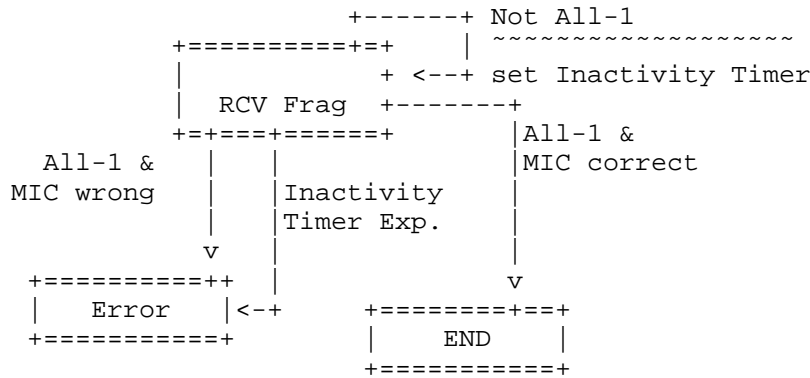 +------+ Not All-1
          +==========+=+     | ~~~~~~~~~~~~~~~~~~~
          |            + <--+ set Inactivity Timer
          |  RCV Frag  +-------+
          +=+===+======+       |All-1 &
  All-1 &   |   |              |MIC correct
MIC wrong   |   |Inactivity    |
            |   |Timer Exp.    |
            v   |              |
 +==========++  |              v
 |   Error   |<-+     +========+==+
 +===========+        |    END    |
                      +===========+